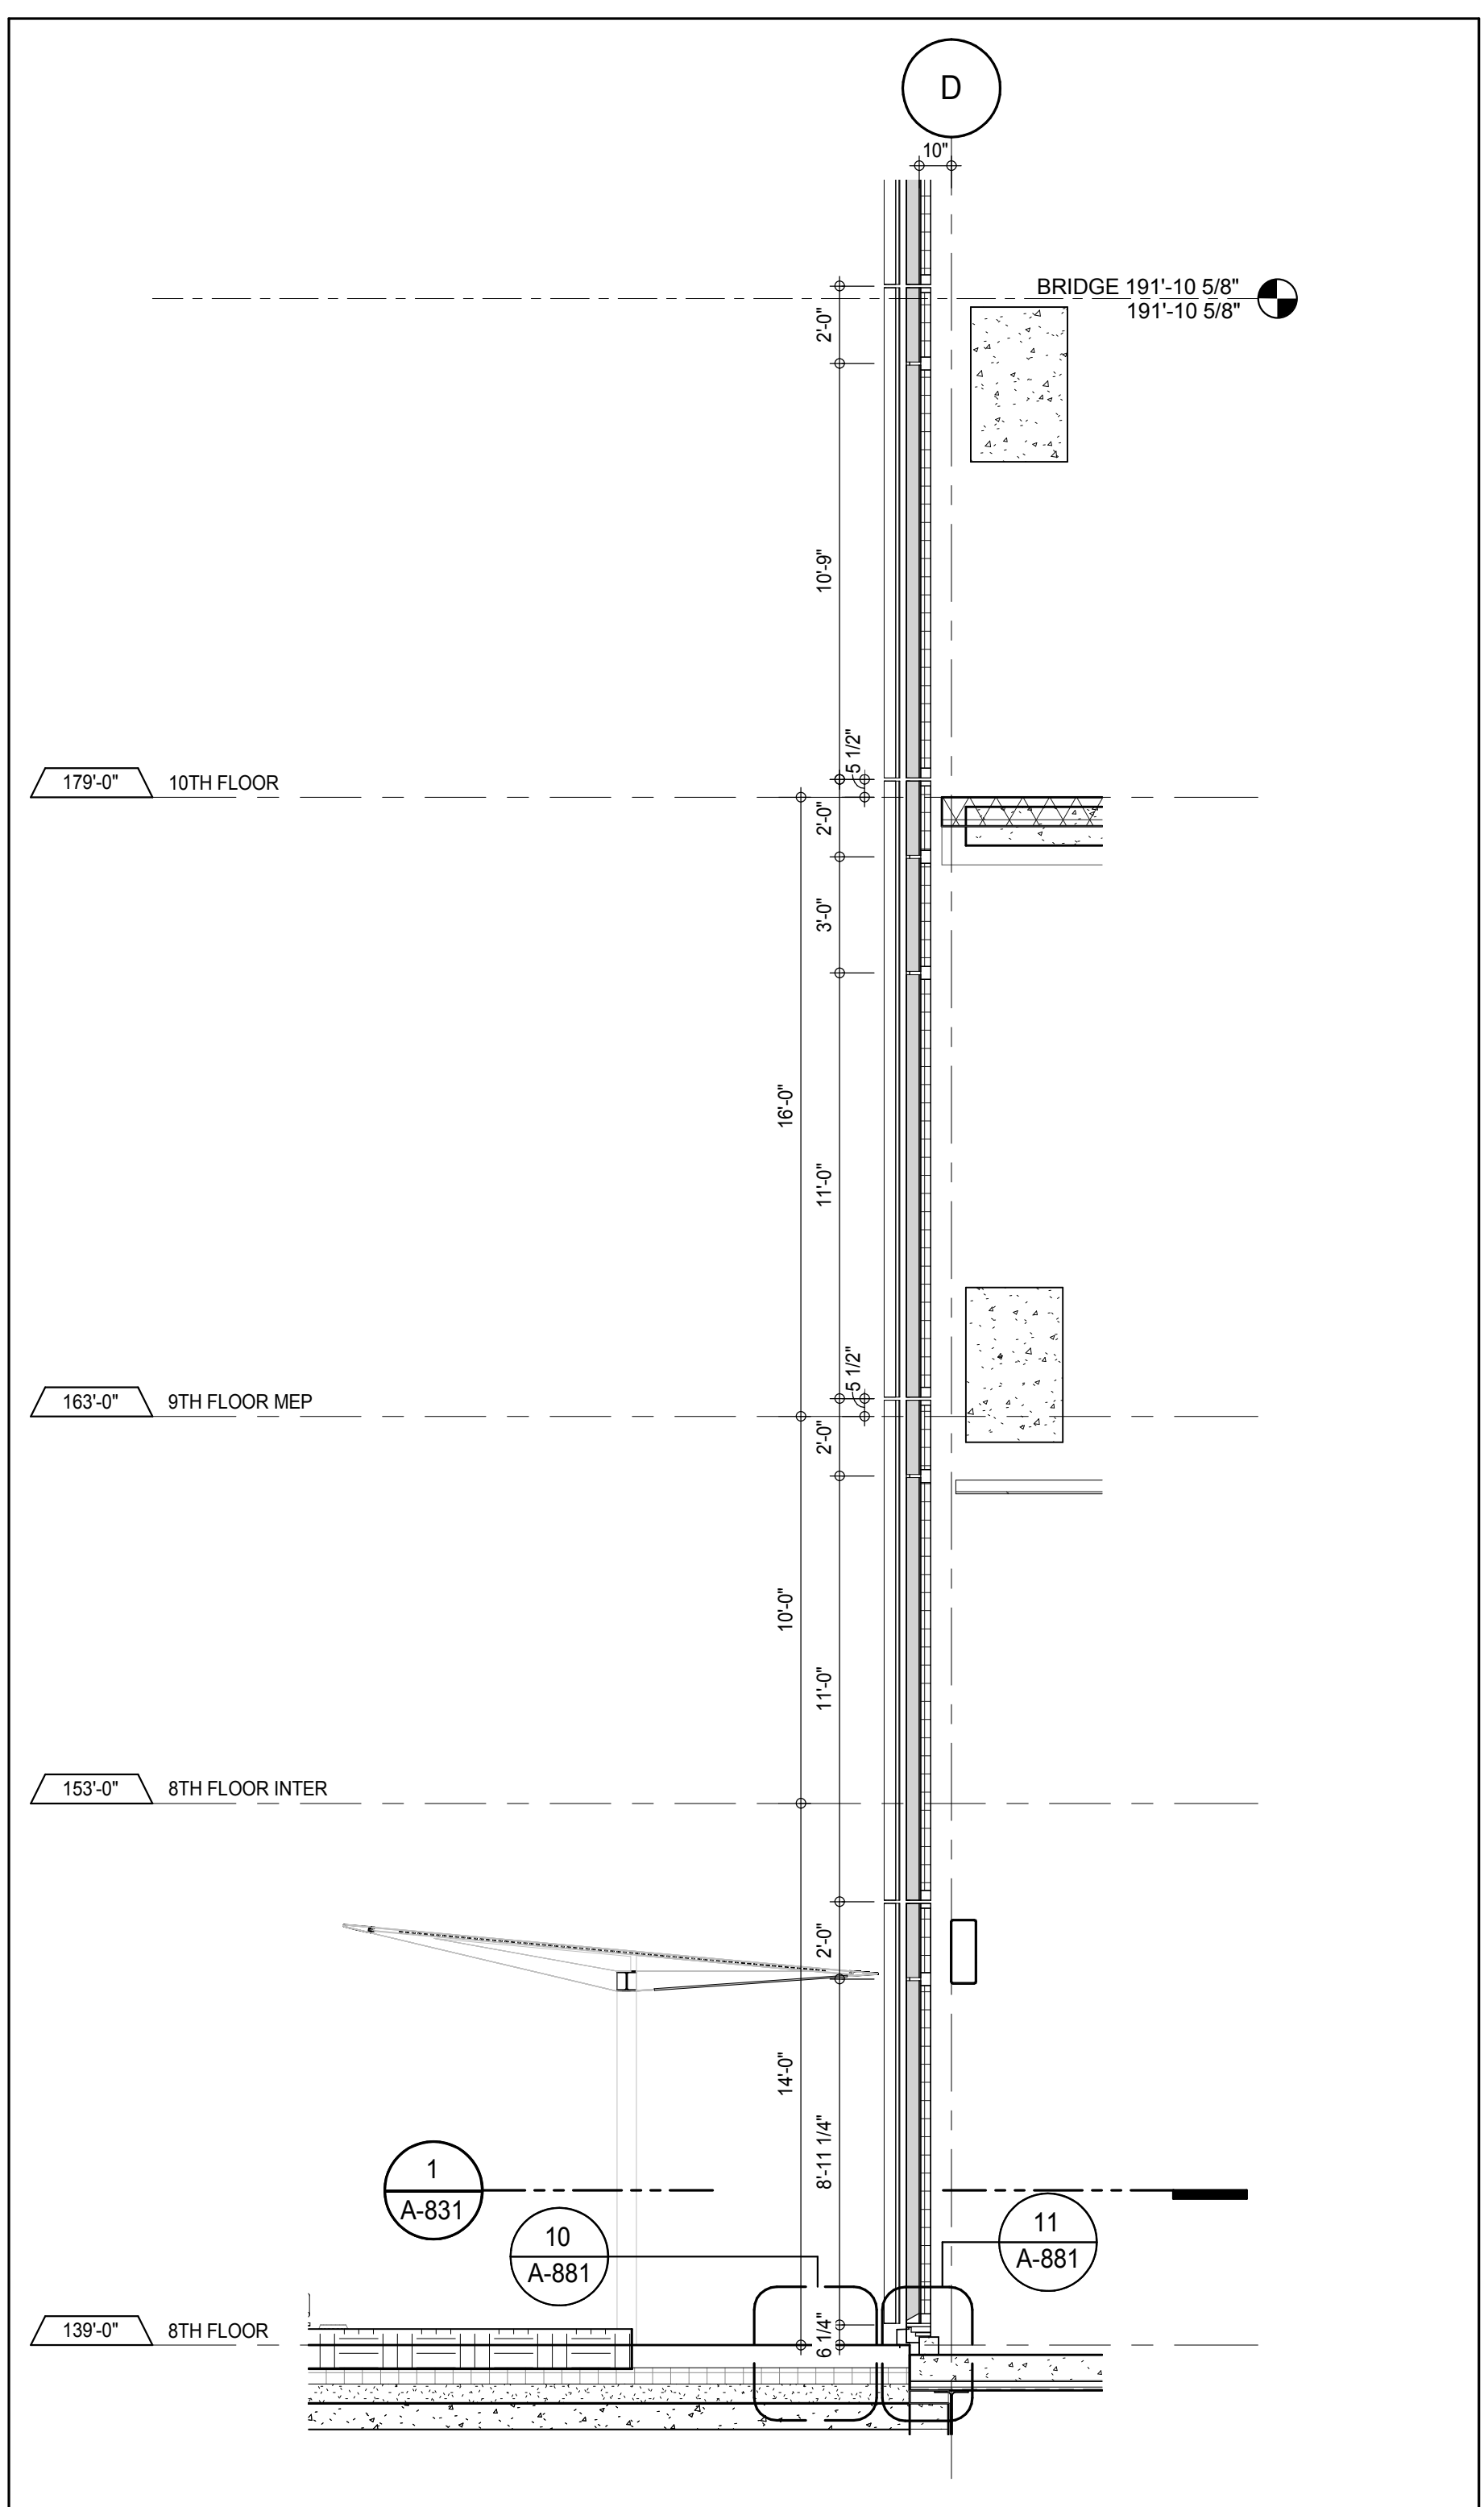 D
10"
BRIDGE 191'-10 5/8"
191'-10 5/8"
2'-0"
10'-9"
5 1/2"
179'-0" 10TH FLOOR
2'-0"
3'-0"
16'-0"
11'-0"
5 1/2"
163'-0" 9TH FLOOR MEP
2'-0"
10'-0"
11'-0"
153'-0" 8TH FLOOR INTER
2'-0"
14'-0"
8'-11 1/4"
1
A-831
10
A-881
11
A-881
6 1/4"
139'-0" 8TH FLOOR